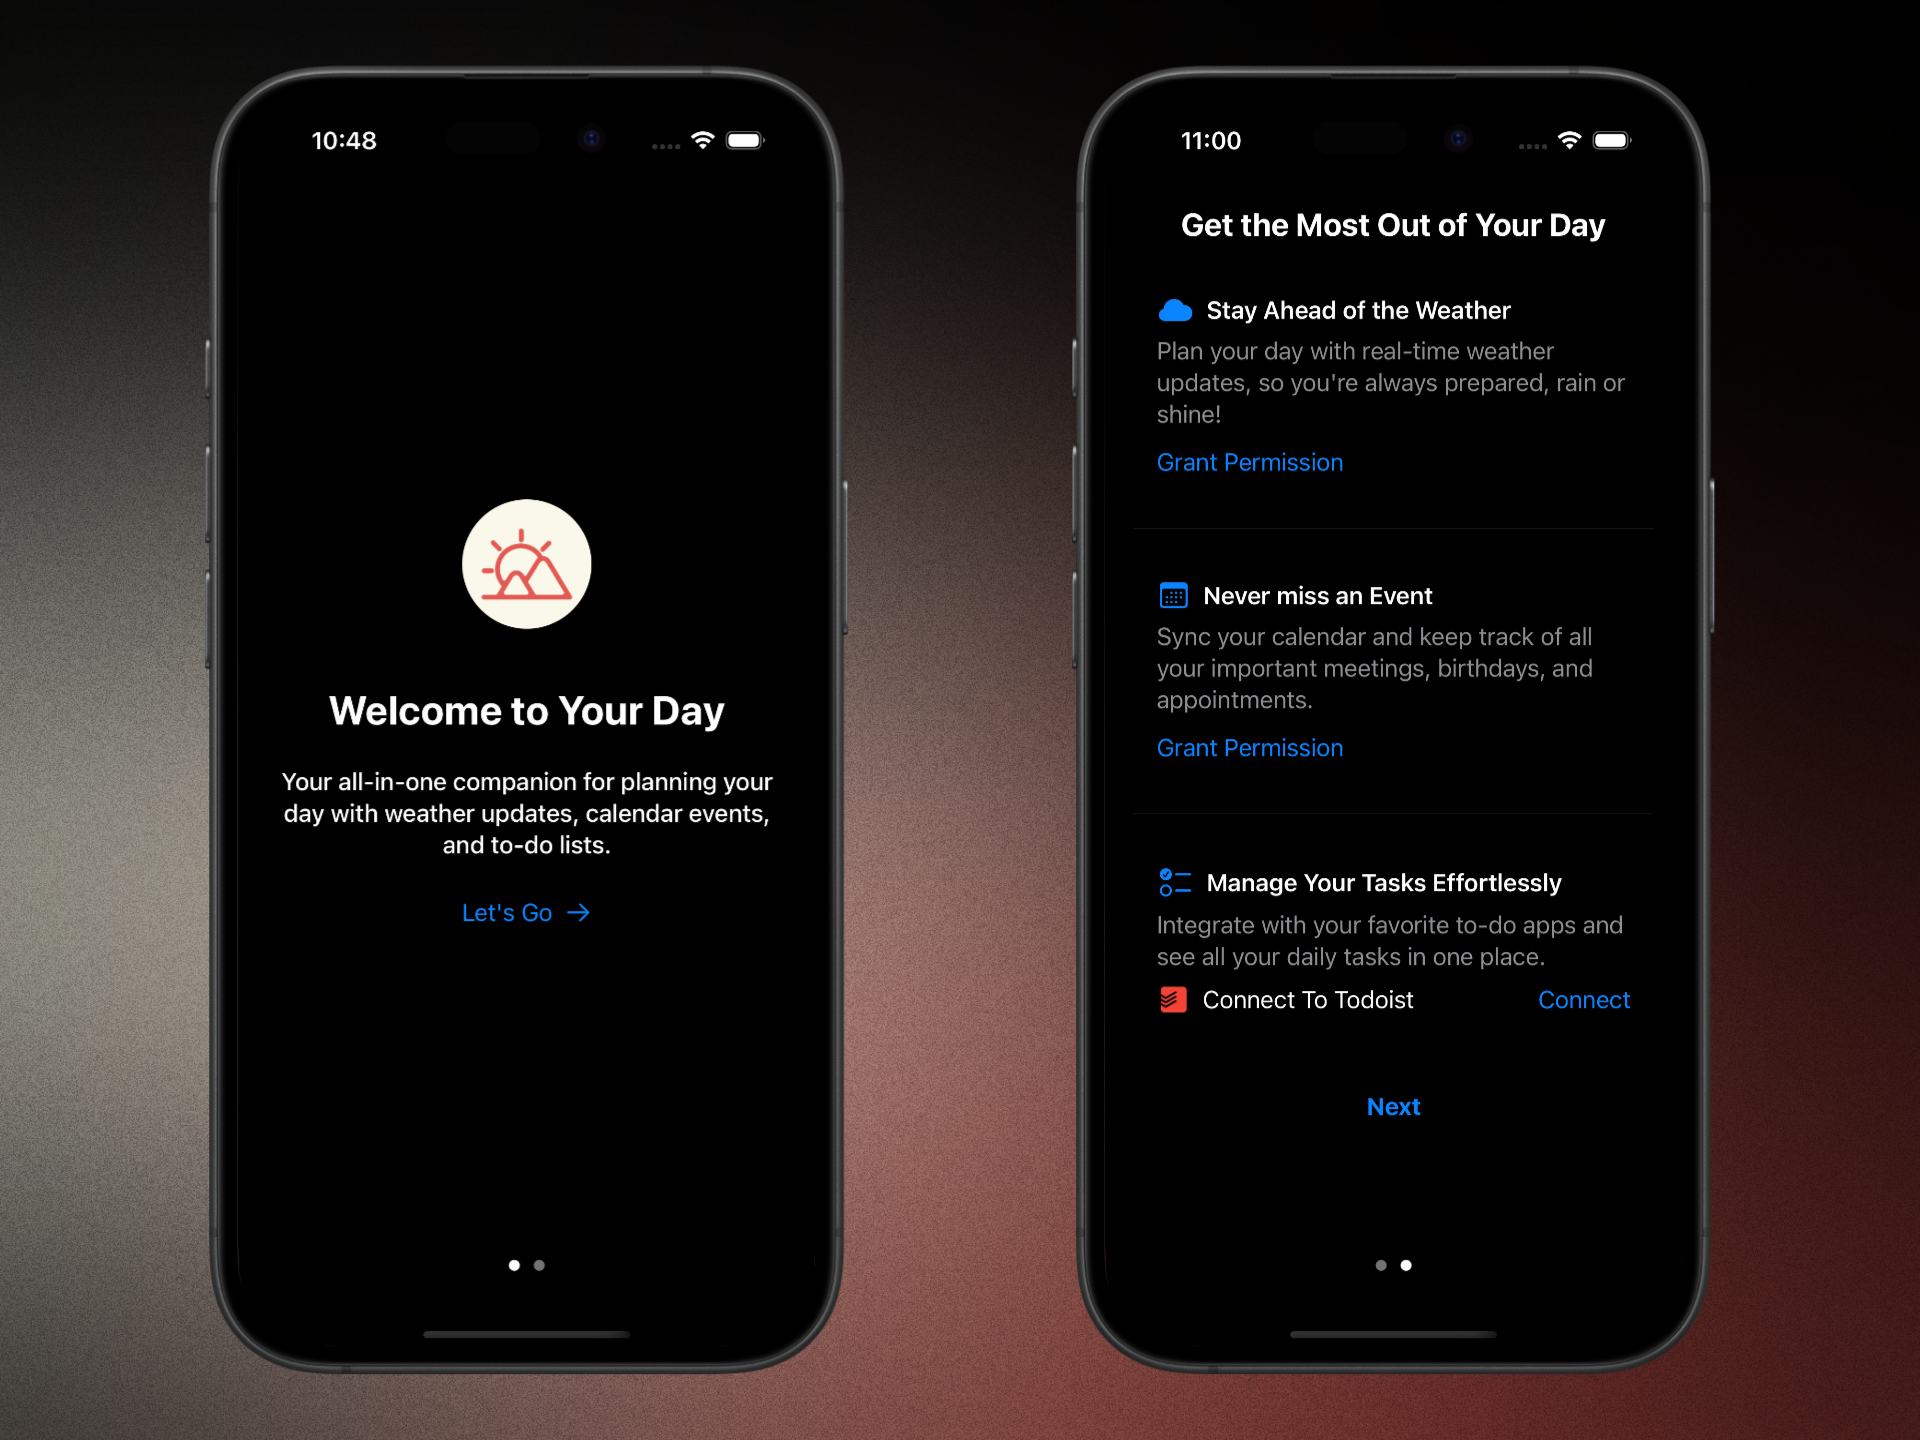 10:48
Welcome to Your Day
Your all-in-one companion for planning your
day with weather updates, calendar events,
and to-do lists.
Let's Go
11:00
Get the Most Out of Your Day
Stay Ahead of the Weather
Plan your day with real-time weather
updates, so you're always prepared, rain or
shine!
Grant Permission
Never miss an Event
Sync your calendar and keep track of all
your important meetings, birthdays, and
appointments.
Grant Permission
Manage Your Tasks Effortlessly
Integrate with your favorite to-do apps and
see all your daily tasks in one place.
Connect To Todoist Connect
Next